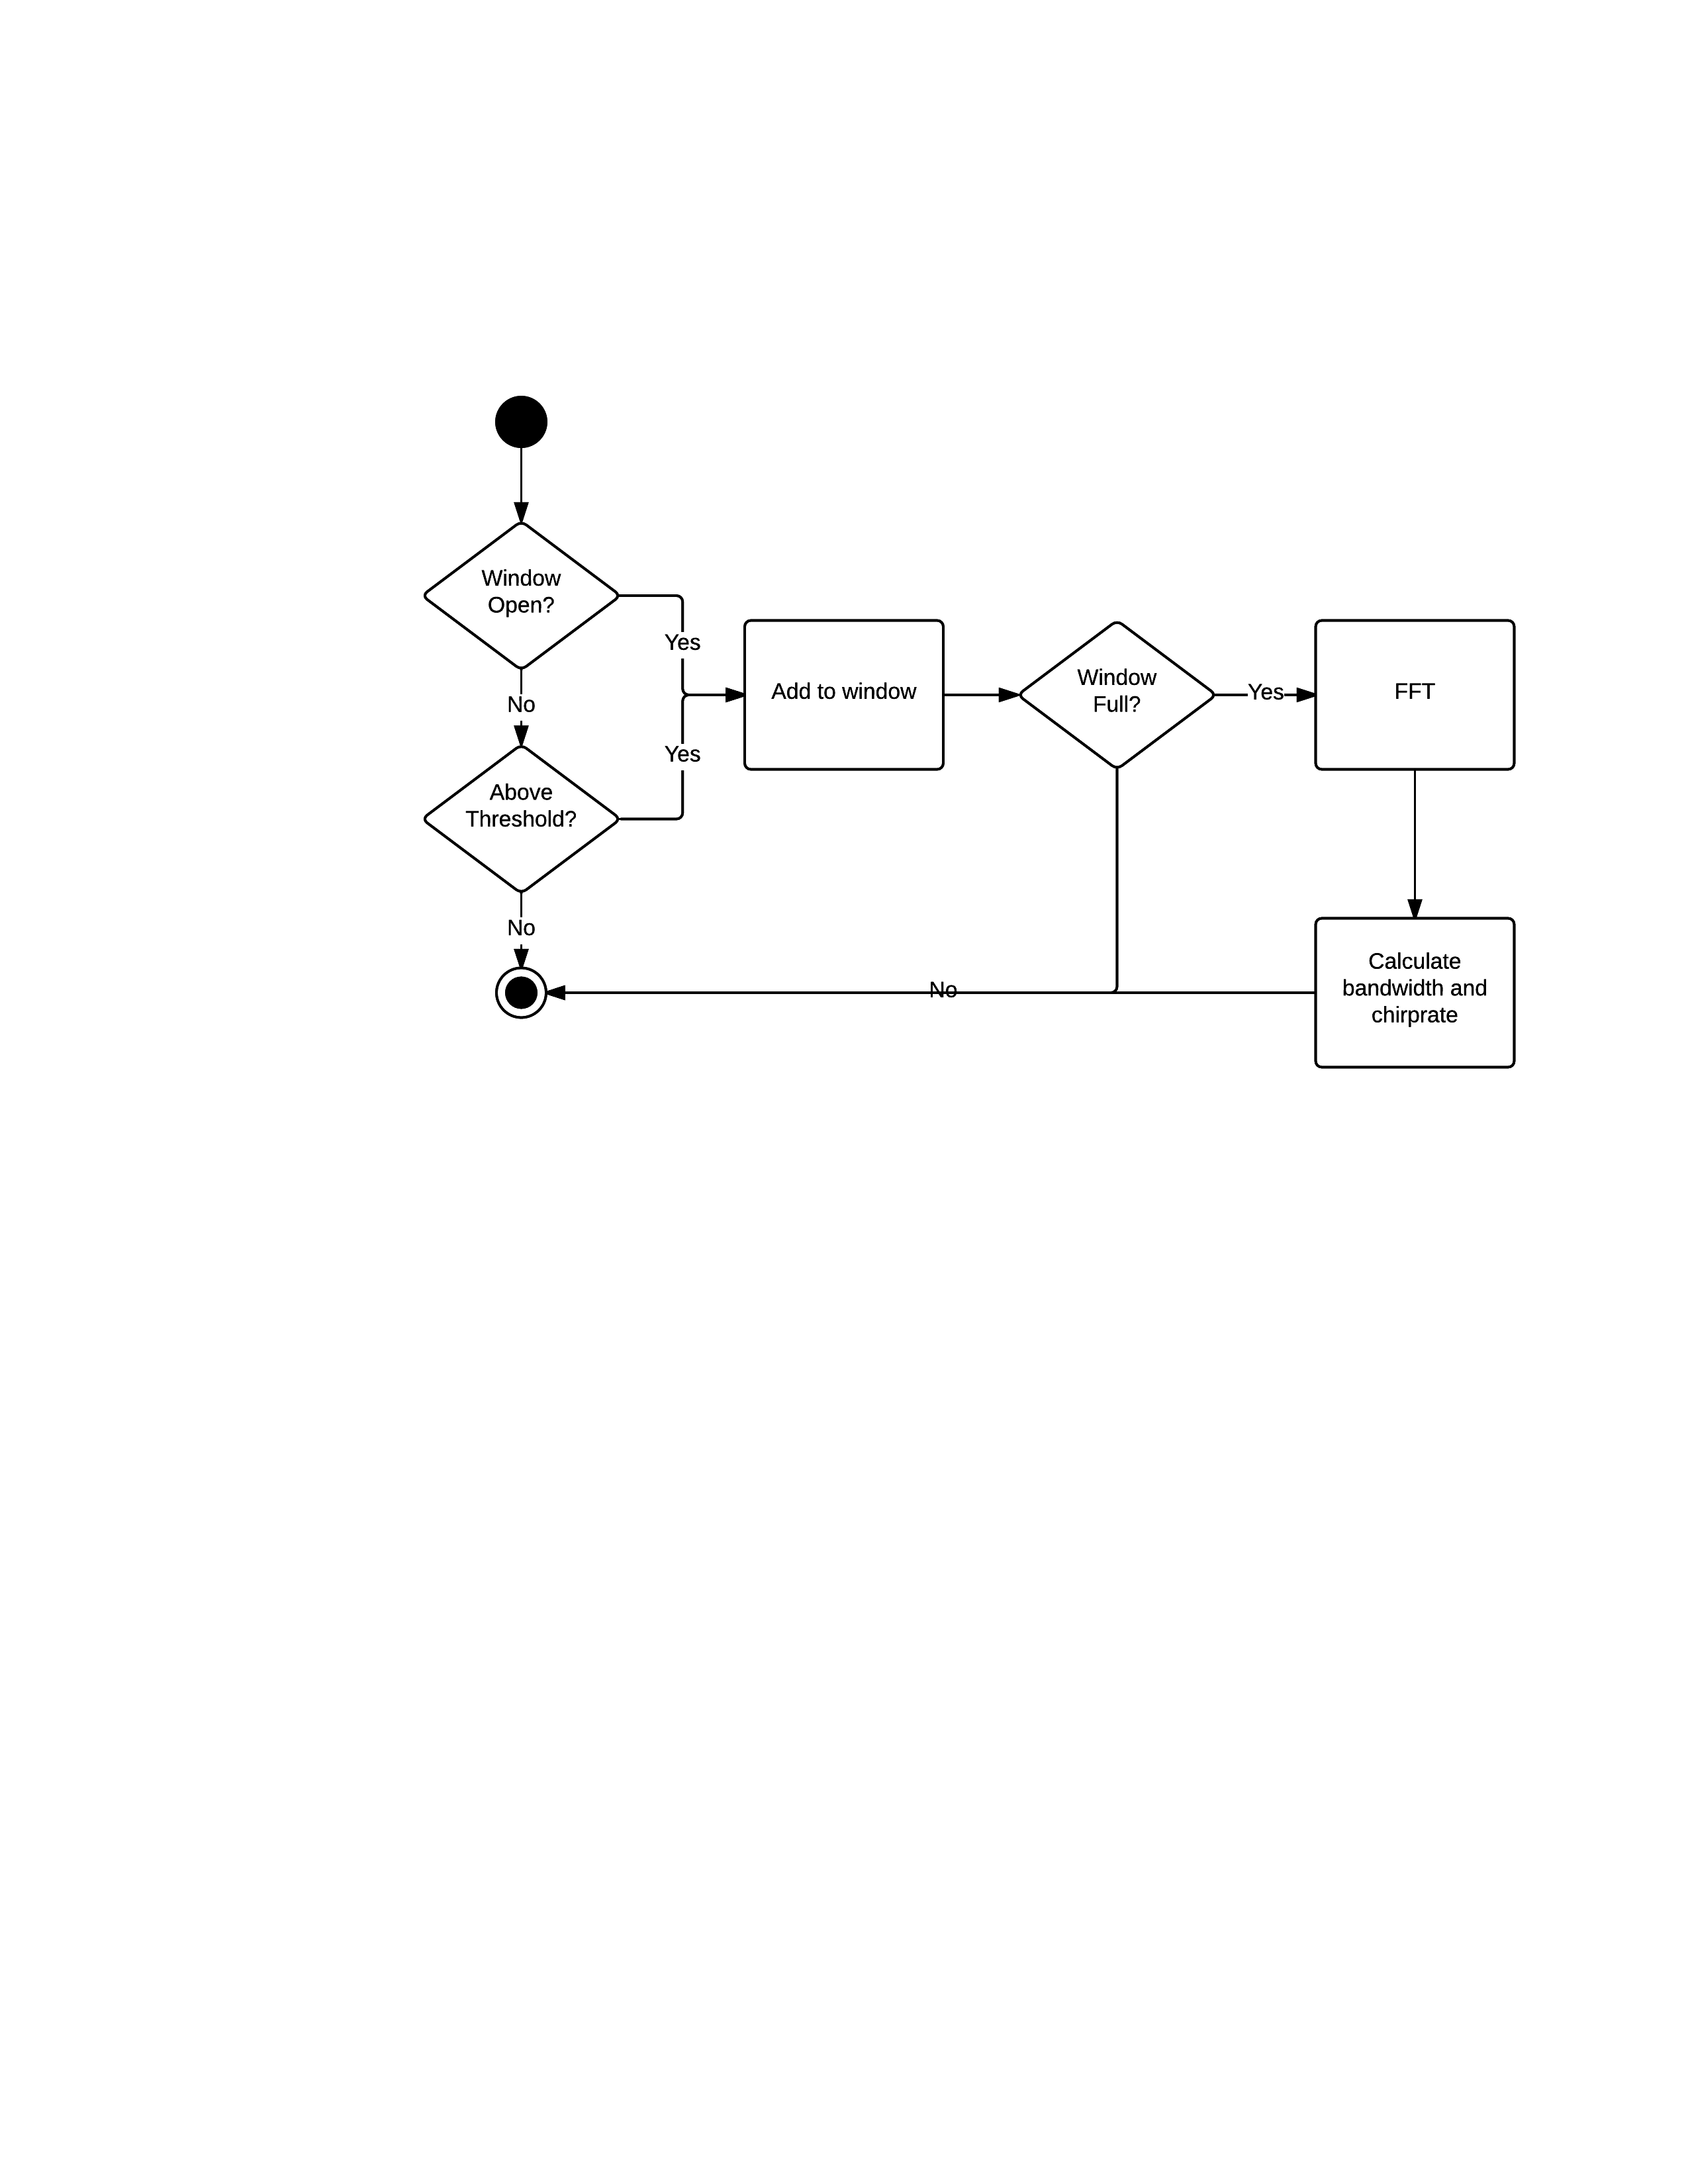 Window
Open?
Yes
No
Above
Threshold?
Yes
No
Add to window
Window
Full?
Yes
No
FFT
Calculate
bandwidth and
chirprate